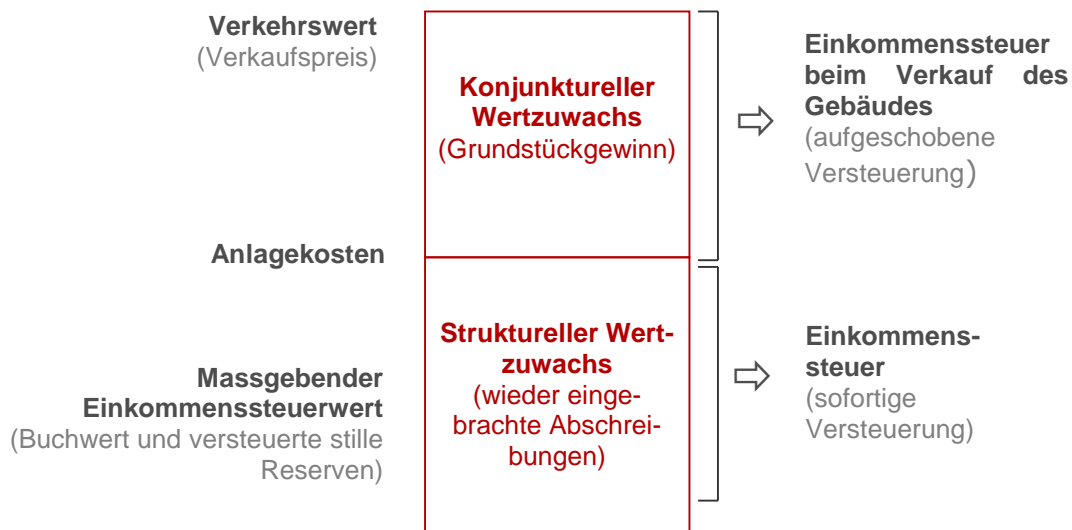 Verkehrswert
(Verkaufspreis)
Konjunktureller
Wertzuwachs
(Grundstückgewinn)
Einkommenssteuer
beim Verkauf des
Gebäudes
(aufgeschobene
Versteuerung)
Anlagekosten
Massgebender
Einkommenssteuerwert
(Buchwert und versteuerte stille
Reserven)
Struktureller Wert-
zuwachs
(wieder einge-
brachte Abschrei-
bungen)
Einkommens-
steuer
(sofortige
Versteuerung)